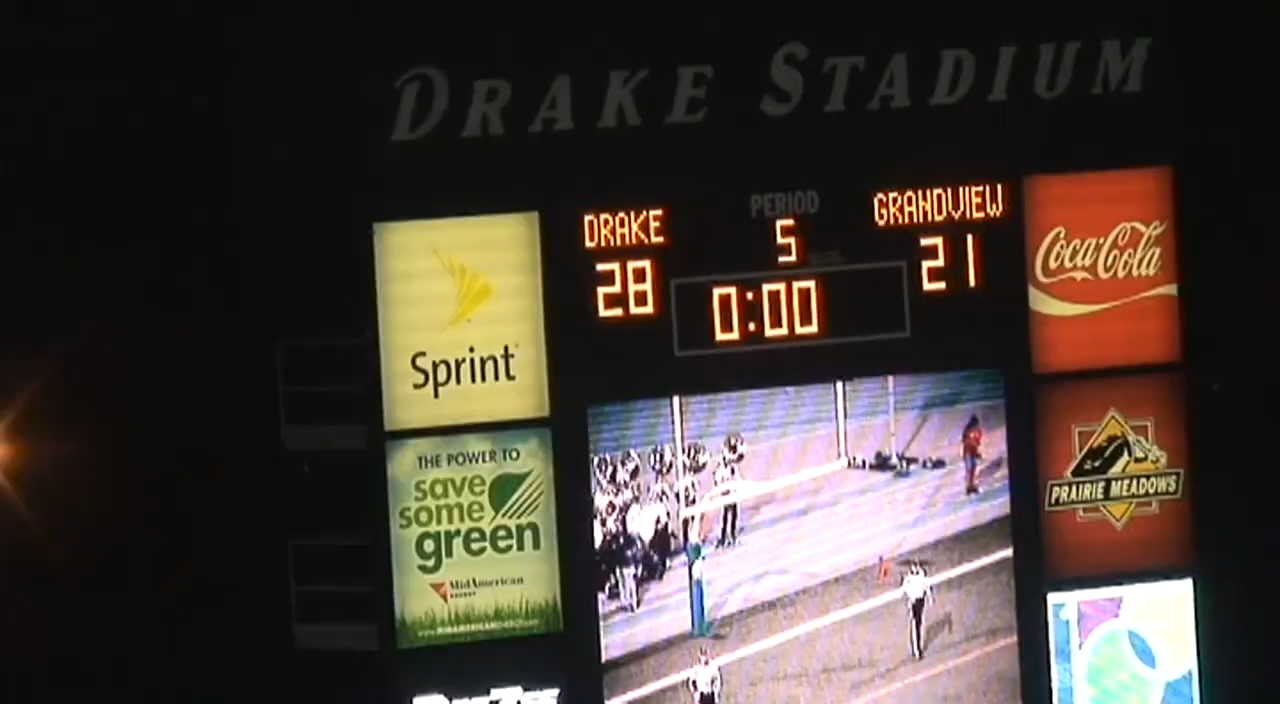 DRAKE STADIUM
PERIOD
DRAKE
5
GRANDVIEW
28
21
0:00
Sprint
Coca-Cola
THE POWER TO
save
some
green
MidAmerican
ENERGY
PRAIRIE MEADOWS